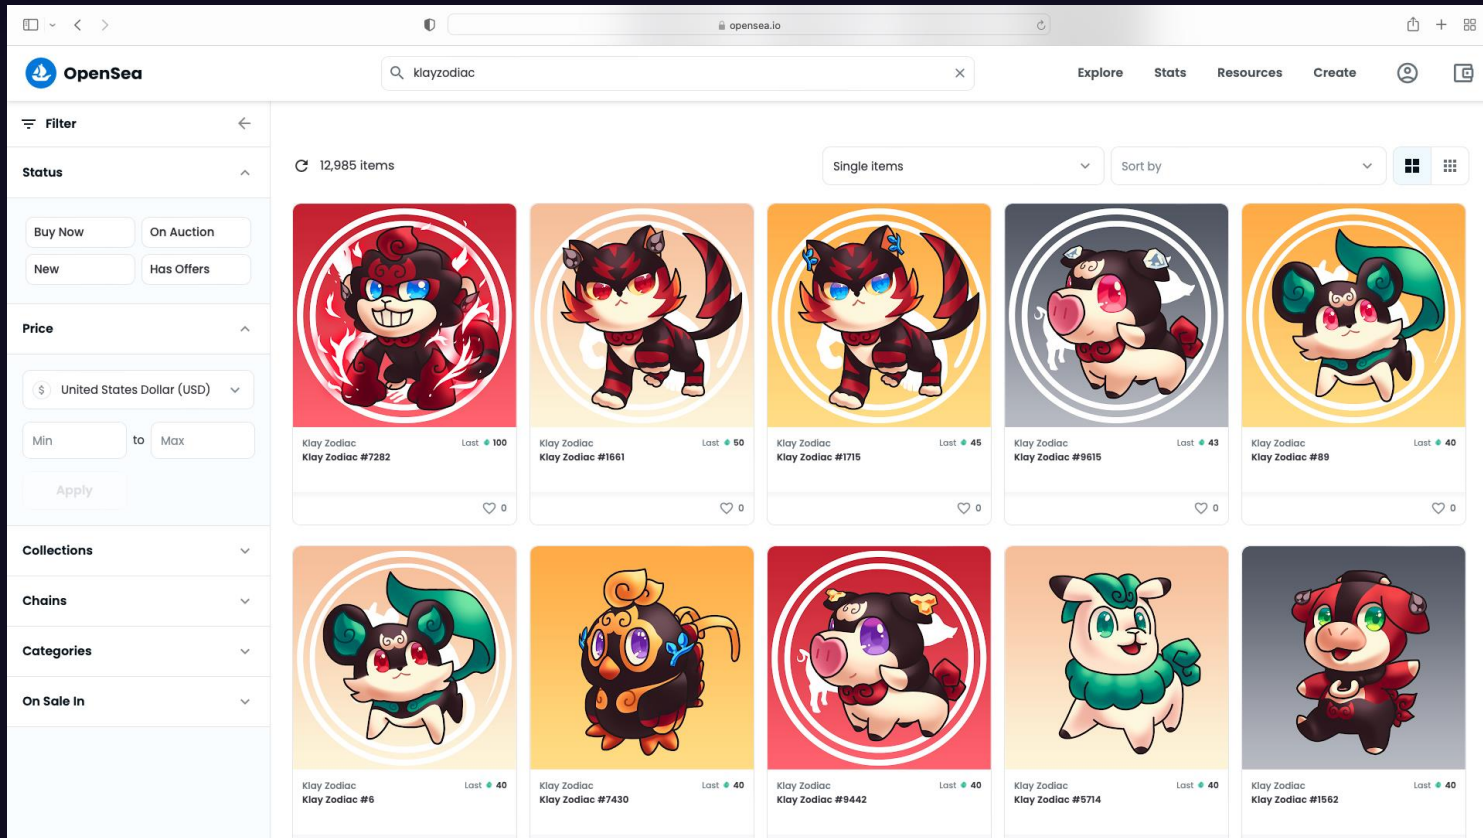 opensea.io
OpenSea
klayzodiac
Explore Stats Resources Create
Filter
Status
Buy Now On Auction
New Has Offers
Price
$ United States Dollar (USD)
Min to Max
Apply
Collections
Chains
Categories
On Sale In
12,985 items
Single items
Sort by
Klay Zodiac Last 100
Klay Zodiac #7282
0
Klay Zodiac Last 50
Klay Zodiac #1661
0
Klay Zodiac Last 45
Klay Zodiac #1715
0
Klay Zodiac Last 43
Klay Zodiac #9615
0
Klay Zodiac Last 40
Klay Zodiac #89
0
Klay Zodiac Last 40
Klay Zodiac #6
Klay Zodiac Last 40
Klay Zodiac #7430
Klay Zodiac Last 40
Klay Zodiac #9442
Klay Zodiac Last 40
Klay Zodiac #5714
Klay Zodiac Last 40
Klay Zodiac #1562